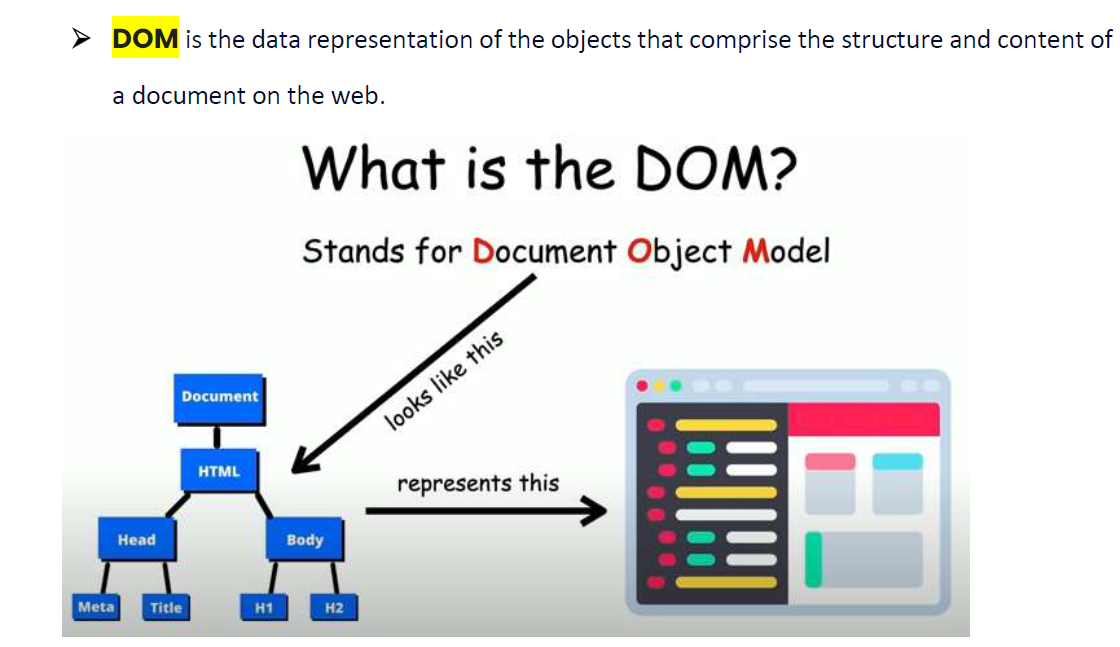 ➢ DOM is the data representation of the objects that comprise the structure and content of
a document on the web.
What is the DOM?
Stands for Document Object Model
looks like this
Document
HTML
represents this
Head
Body
Meta
Title
H1
H2